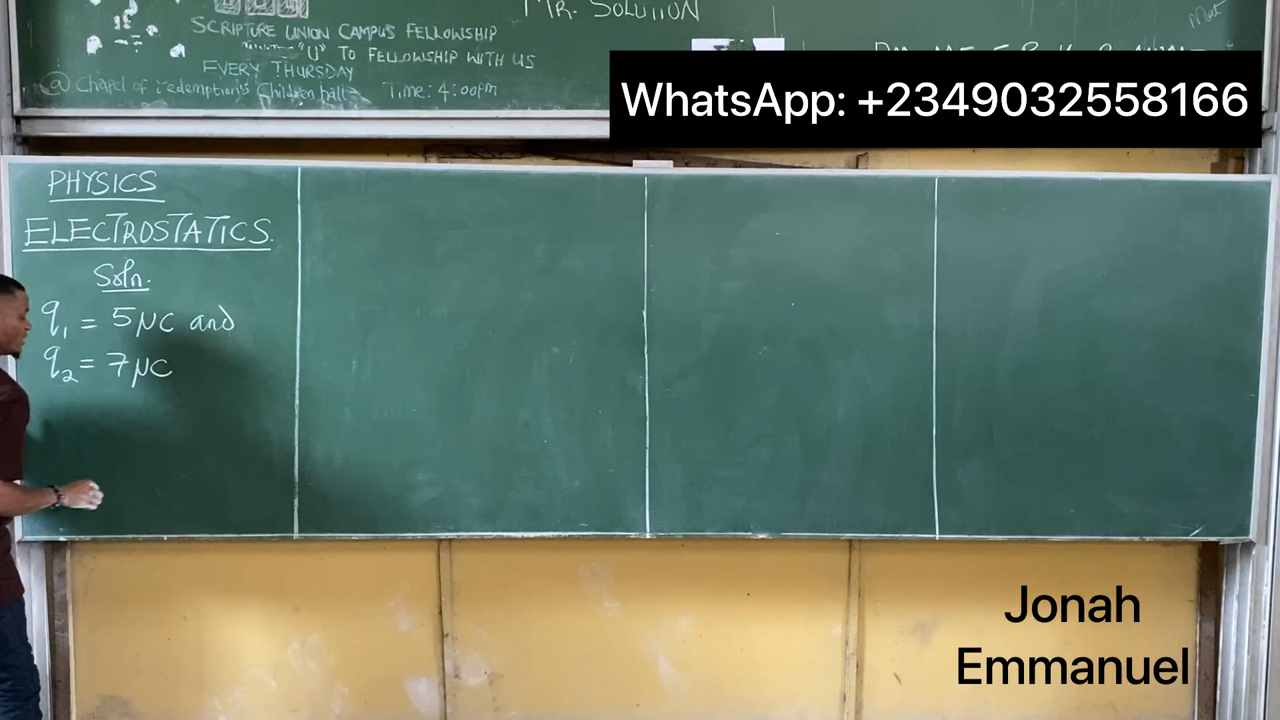 MR. SOLUTION
SCRIPTURE UNION CAMPUS FELLOWSHIP
"U" TO FELLOWSHIP WITH US
EVERY THURSDAY
@ Chapel of redemption's Children hall Time: 4:00pm
WhatsApp: +2349032558166
PHYSICS
ELECTROSTATICS.
Soln.
q₁ = 5μC and
q₂ = 7μC
Jonah
Emmanuel